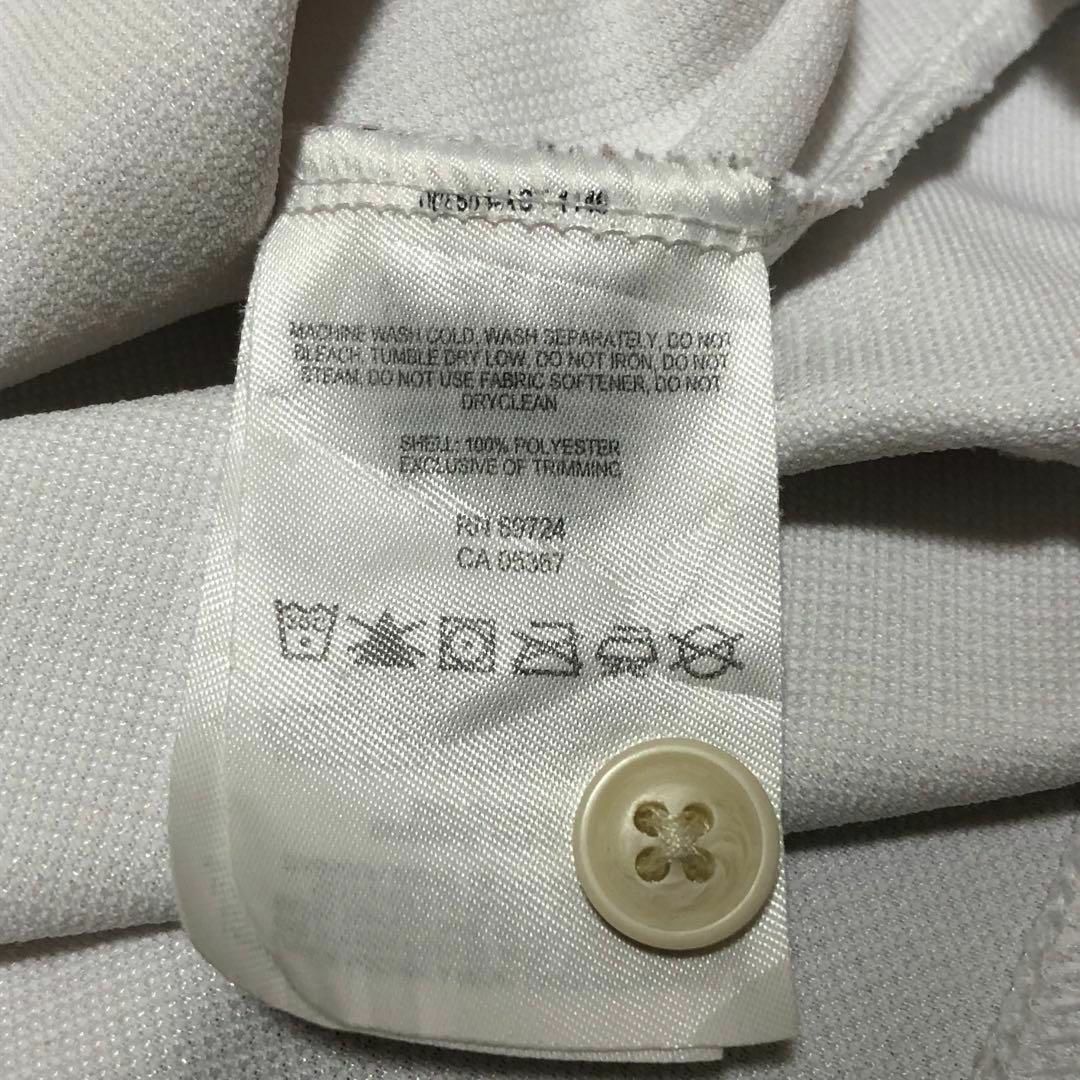 MACHINE WASH COLD, WASH SEPARATELY, DO NOT
BLEACH, TUMBLE DRY LOW, DO NOT IRON, DO NOT
STEAM, DO NOT USE FABRIC SOFTENER, DO NOT
DRYCLEAN
SHELL: 100% POLYESTER
EXCLUSIVE OF TRIMMING
RN 69724
CA 05367